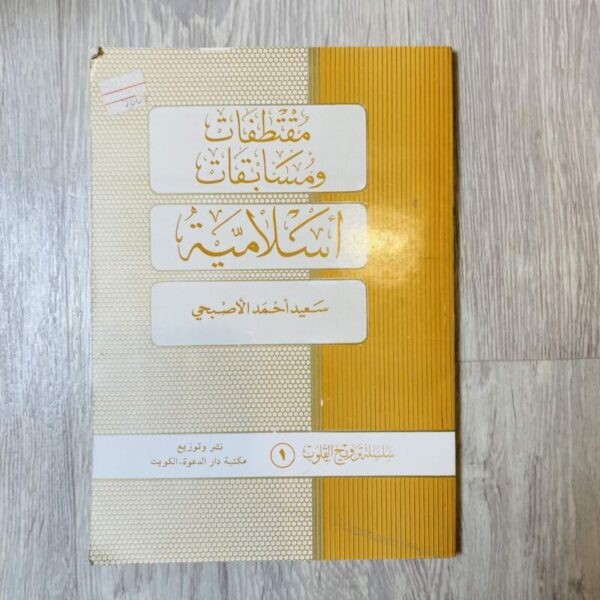 مقتطفات
ومسابقات
أسلامية
سعيد أحمد الأصبحي
سلسلة ترويح القلوب ١
نشر وتوزيع
مكتبة دار الدعوة - الكويت